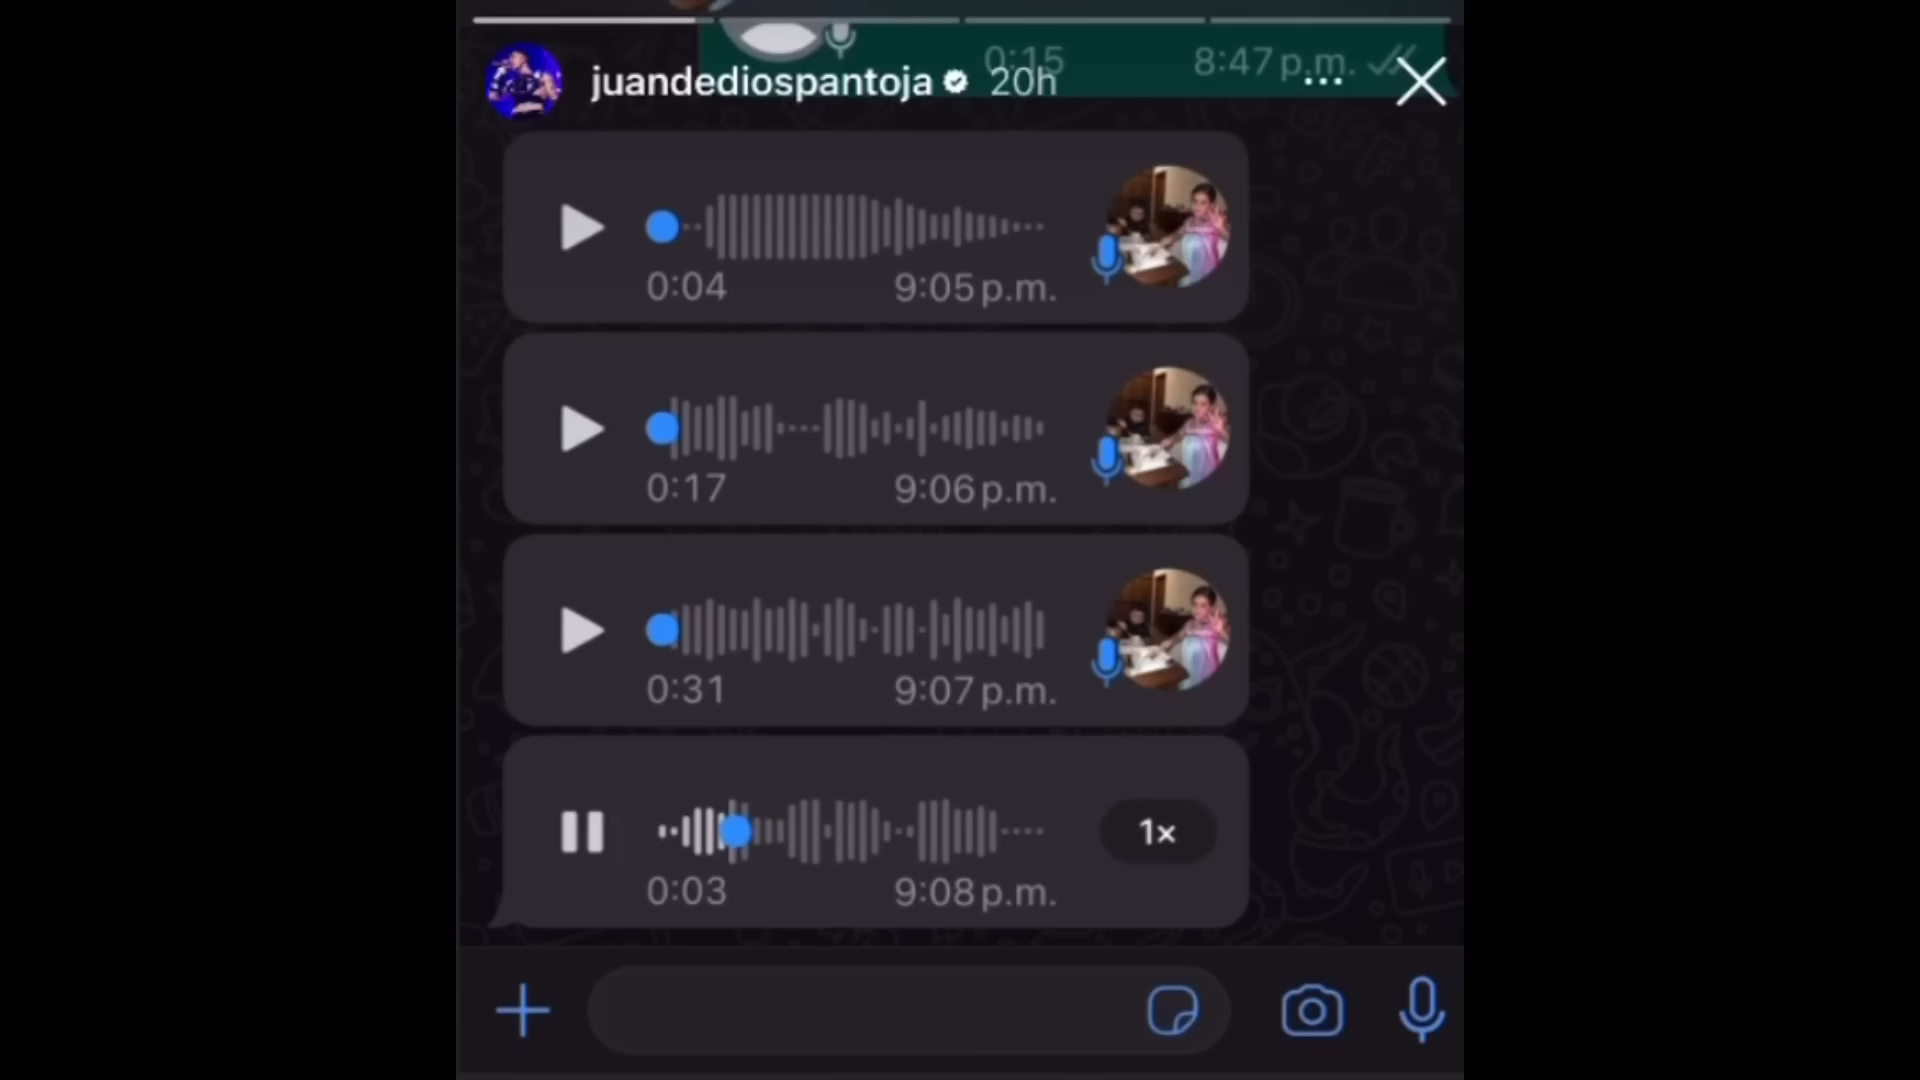 0:15 8:47 p.m.
juandediospantoja 20h
0:04 9:05 p.m.
0:17 9:06 p.m.
0:31 9:07 p.m.
1×
0:03 9:08 p.m.